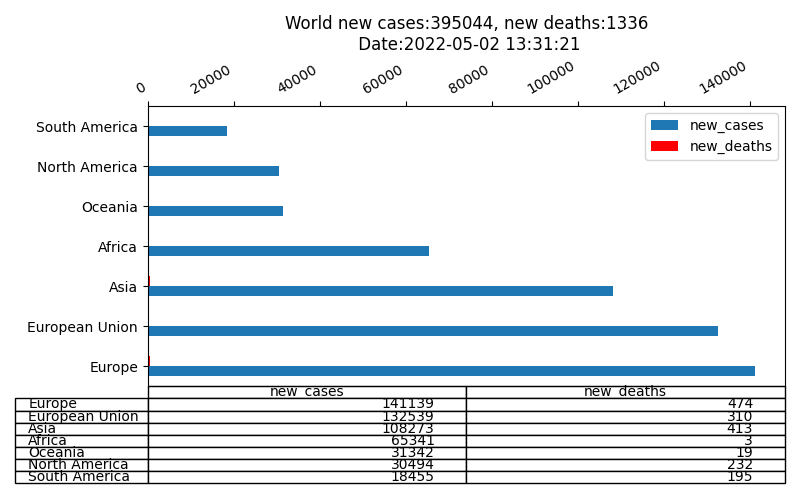 World new cases:395044, new deaths:1336
Date:2022-05-02 13:31:21
0 20000 40000 60000 80000 100000 120000 140000
new_cases
new_deaths
South America
North America
Oceania
Africa
Asia
European Union
Europe
new_cases new_deaths
Europe 141139 474
European Union 132539 310
Asia 108273 413
Africa 65341 3
Oceania 31342 19
North America 30494 232
South America 18455 195